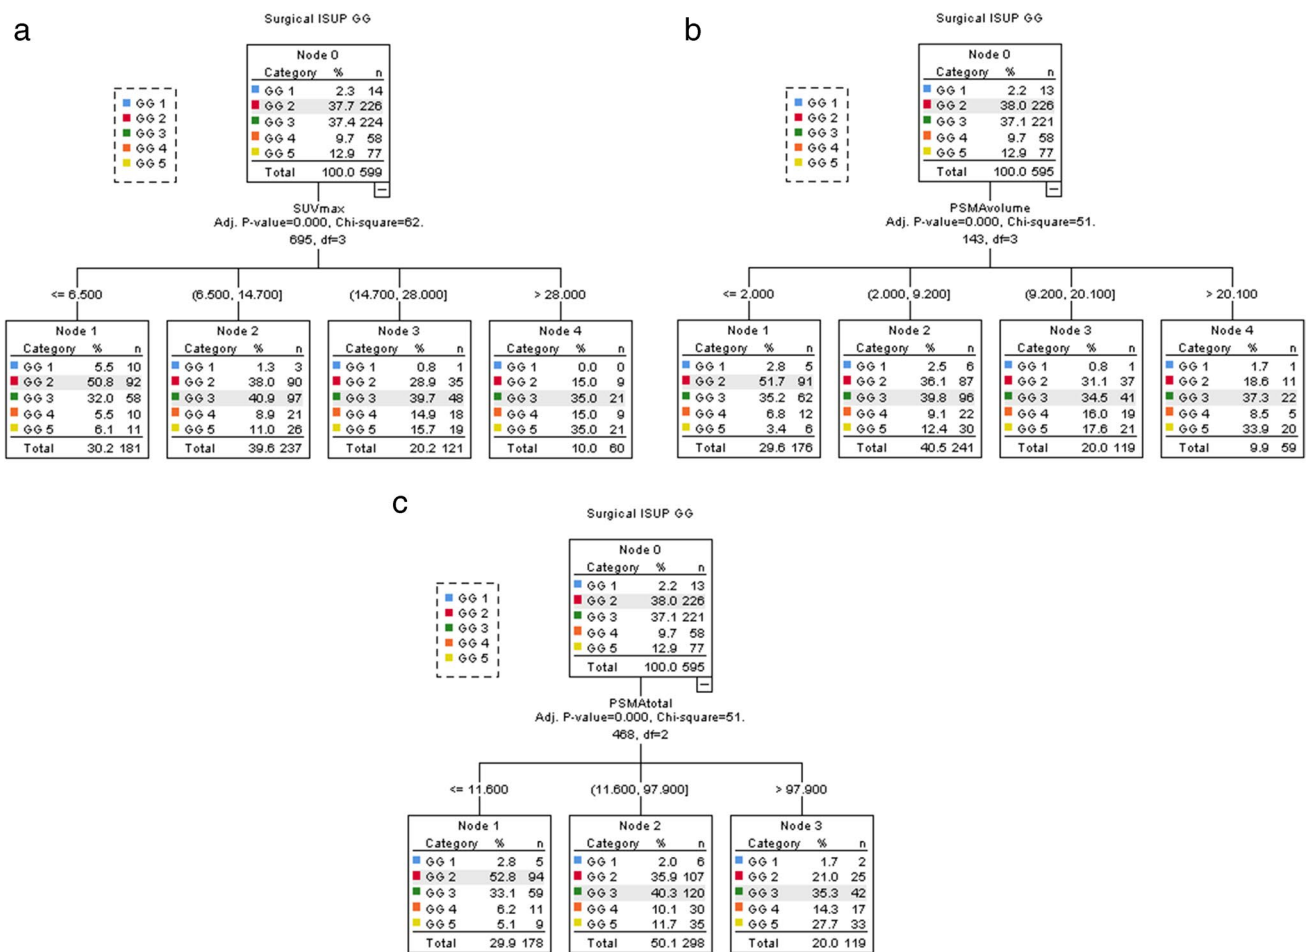 a
Surgical ISUP GG
GG 1
GG 2
GG 3
GG 4
GG 5
Node 0
Category % n
GG 1 2.3 14
GG 2 37.7 226
GG 3 37.4 224
GG 4 9.7 58
GG 5 12.9 77
Total 100.0 599
SUVmax
Adj. P-value=0.000, Chi-square=62.
695, df=3
<= 6.500
(6.500, 14.700]
(14.700, 28.000]
> 28.000
Node 1
Category % n
GG 1 5.5 10
GG 2 50.8 92
GG 3 32.0 58
GG 4 5.5 10
GG 5 6.1 11
Total 30.2 181
Node 2
Category % n
GG 1 1.3 3
GG 2 38.0 90
GG 3 40.9 97
GG 4 8.9 21
GG 5 11.0 26
Total 39.6 237
Node 3
Category % n
GG 1 0.8 1
GG 2 28.9 35
GG 3 39.7 48
GG 4 14.9 18
GG 5 15.7 19
Total 20.2 121
Node 4
Category % n
GG 1 0.0 0
GG 2 15.0 9
GG 3 35.0 21
GG 4 15.0 9
GG 5 35.0 21
Total 10.0 60
b
Surgical ISUP GG
GG 1
GG 2
GG 3
GG 4
GG 5
Node 0
Category % n
GG 1 2.2 13
GG 2 38.0 226
GG 3 37.1 221
GG 4 9.7 58
GG 5 12.9 77
Total 100.0 595
PSMAvolume
Adj. P-value=0.000, Chi-square=51.
143, df=3
<= 2.000
(2.000, 9.200]
(9.200, 20.100]
> 20.100
Node 1
Category % n
GG 1 2.8 5
GG 2 51.7 91
GG 3 35.2 62
GG 4 6.8 12
GG 5 3.4 6
Total 29.6 176
Node 2
Category % n
GG 1 2.5 6
GG 2 36.1 87
GG 3 39.8 96
GG 4 9.1 22
GG 5 12.4 30
Total 40.5 241
Node 3
Category % n
GG 1 0.8 1
GG 2 31.1 37
GG 3 34.5 41
GG 4 16.0 19
GG 5 17.6 21
Total 20.0 119
Node 4
Category % n
GG 1 1.7 1
GG 2 18.6 11
GG 3 37.3 22
GG 4 8.5 5
GG 5 33.9 20
Total 9.9 59
c
Surgical ISUP GG
GG 1
GG 2
GG 3
GG 4
GG 5
Node 0
Category % n
GG 1 2.2 13
GG 2 38.0 226
GG 3 37.1 221
GG 4 9.7 58
GG 5 12.9 77
Total 100.0 595
PSMAtotal
Adj. P-value=0.000, Chi-square=51.
468, df=2
<= 11.600
(11.600, 97.900]
> 97.900
Node 1
Category % n
GG 1 2.8 5
GG 2 52.8 94
GG 3 33.1 59
GG 4 6.2 11
GG 5 5.1 9
Total 29.9 178
Node 2
Category % n
GG 1 2.0 6
GG 2 35.9 107
GG 3 40.3 120
GG 4 10.1 30
GG 5 11.7 35
Total 50.1 298
Node 3
Category % n
GG 1 1.7 2
GG 2 21.0 25
GG 3 35.3 42
GG 4 14.3 17
GG 5 27.7 33
Total 20.0 119